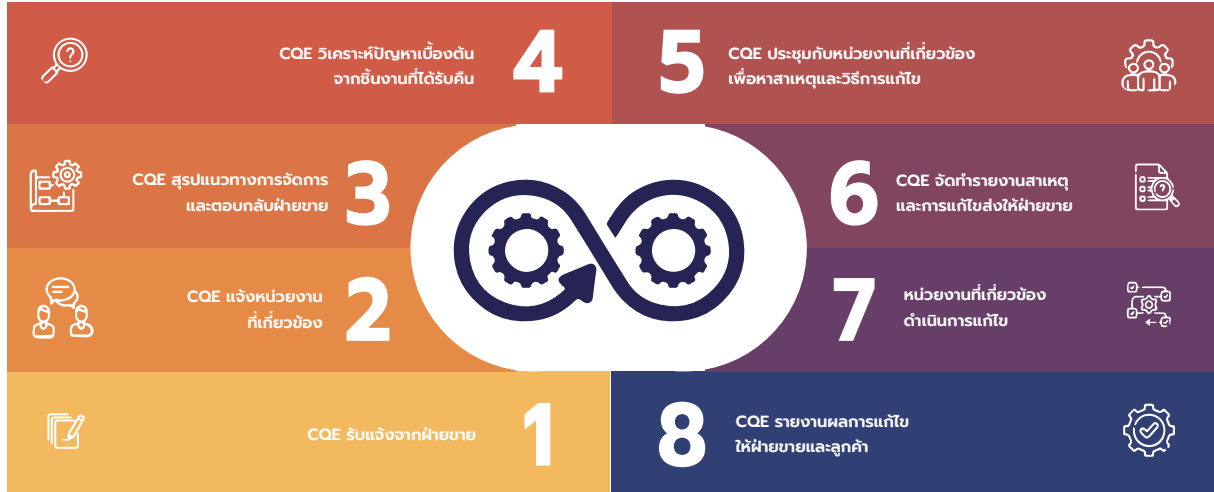 CQE วิเคราะห์ปัญหาเบื้องต้น
จากชิ้นงานที่ได้รับคืน
4
5
CQE ประชุมกับหน่วยงานที่เกี่ยวข้อง
เพื่อหาสาเหตุและวิธีการแก้ไข
CQE สรุปแนวทางการจัดการ
และตอบกลับฝ่ายขาย
3
6
CQE จัดทำรายงานสาเหตุ
และการแก้ไขส่งให้ฝ่ายขาย
CQE แจ้งหน่วยงาน
ที่เกี่ยวข้อง
2
7
หน่วยงานที่เกี่ยวข้อง
ดำเนินการแก้ไข
CQE รับแจ้งจากฝ่ายขาย
1
8
CQE รายงานผลการแก้ไข
ให้ฝ่ายขายและลูกค้า